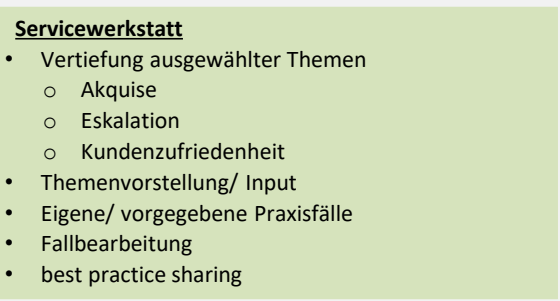 Servicewerkstatt
• Vertiefung ausgewählter Themen
o Akquise
o Eskalation
o Kundenzufriedenheit
• Themenvorstellung/ Input
• Eigene/ vorgegebene Praxisfälle
• Fallbearbeitung
• best practice sharing